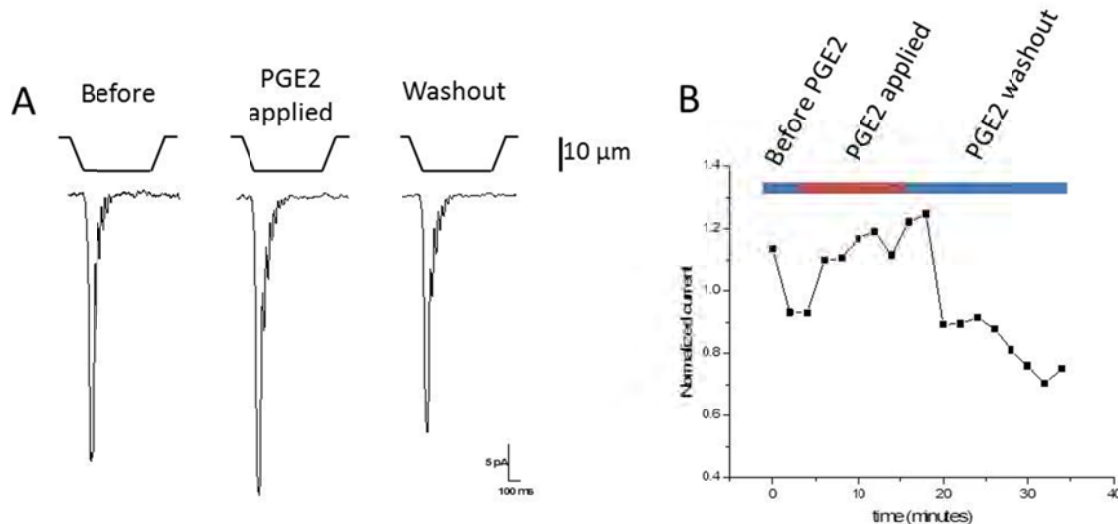 A
Before
PGE2
applied
Washout
10 µm
5 pA
100 ms
B
Before PGE2
PGE2 applied
PGE2 washout
1.4
1.2
1.0
0.8
0.6
0.4
Normalized current
0
10
20
30
40
time (minutes)